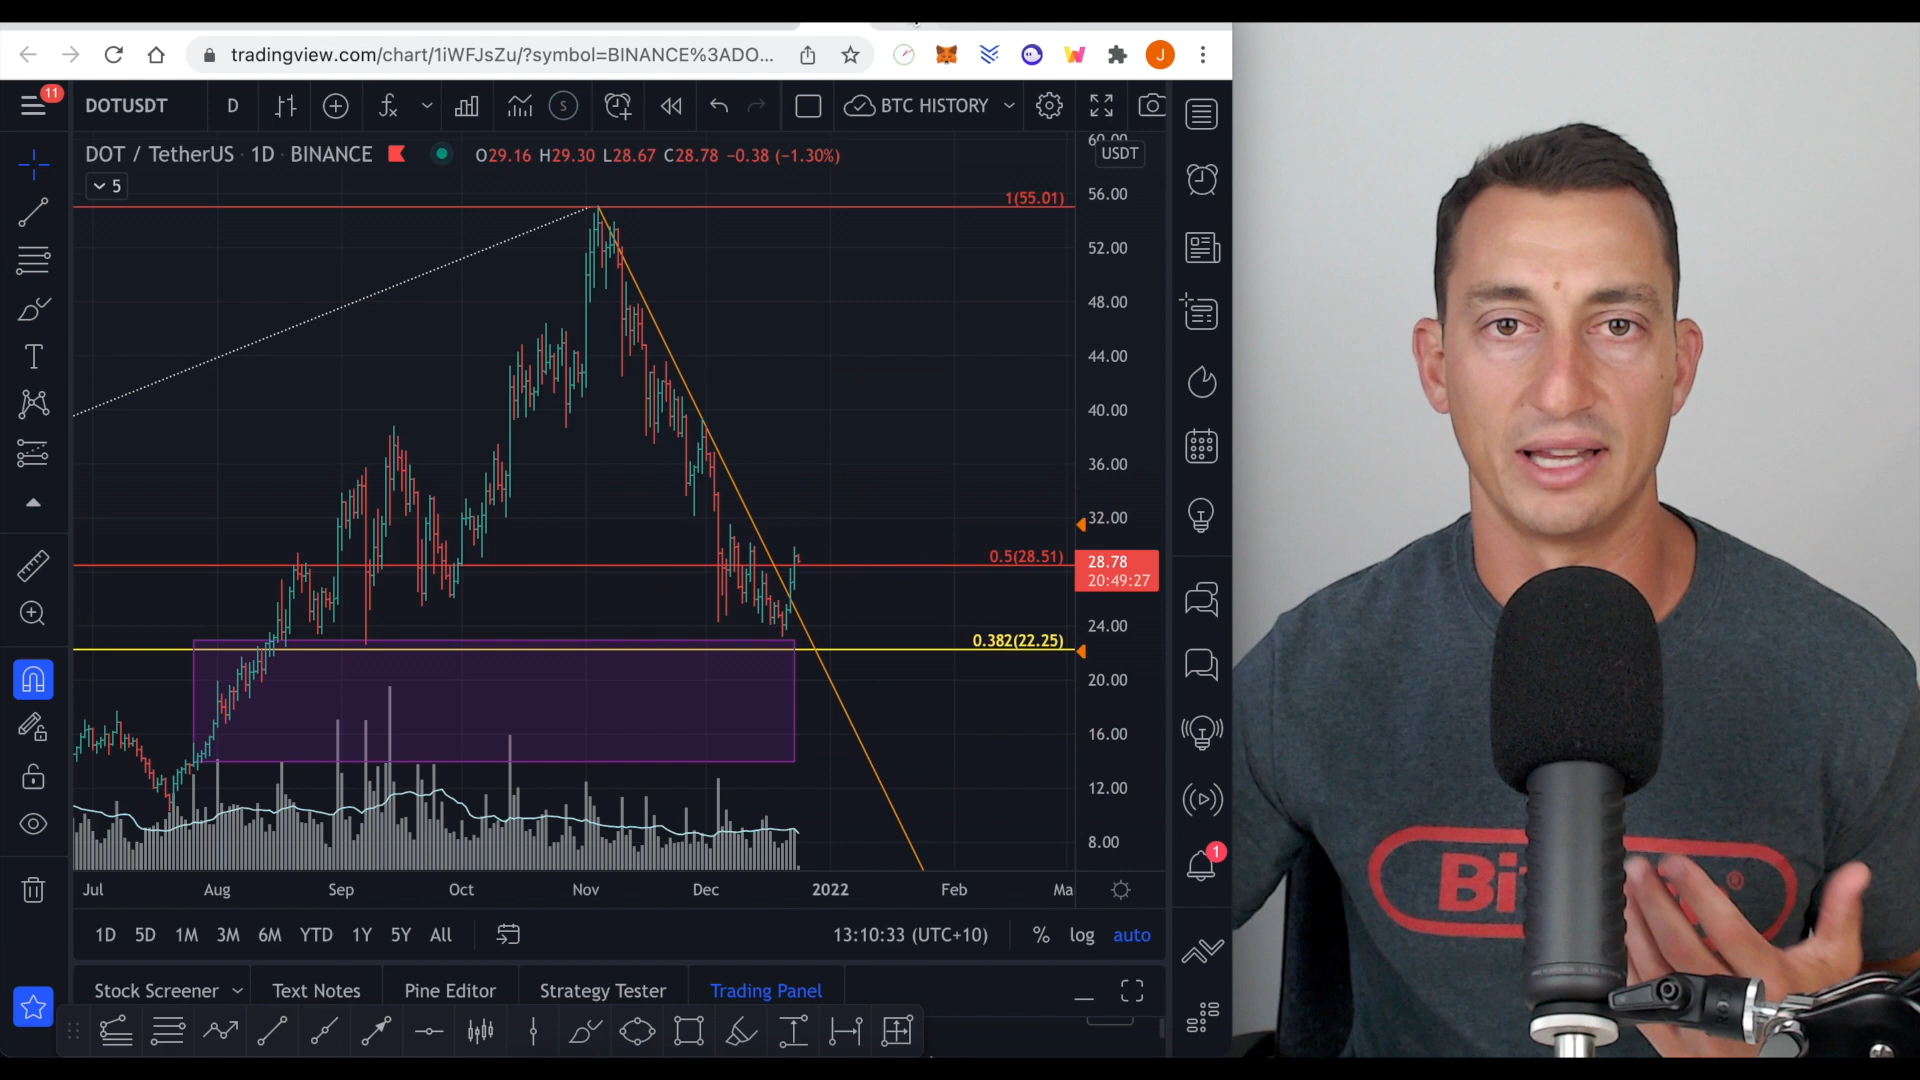 tradingview.com/chart/1iWFJsZu/?symbol=BINANCE%3ADO...
J
11
DOTUSDT
D
S
BTC HISTORY
DOT / TetherUS · 1D · BINANCE
O29.16 H29.30 L28.67 C28.78 −0.38 (−1.30%)
5
60.00
USDT
1(55.01)
56.00
52.00
48.00
44.00
40.00
36.00
32.00
0.5(28.51)
28.78
20:49:27
24.00
0.382(22.25)
20.00
16.00
12.00
8.00
1
Jul Aug Sep Oct Nov Dec 2022 Feb Ma
1D 5D 1M 3M 6M YTD 1Y 5Y All
13:10:33 (UTC+10)
% log auto
Stock Screener Text Notes Pine Editor Strategy Tester Trading Panel
Bi
®